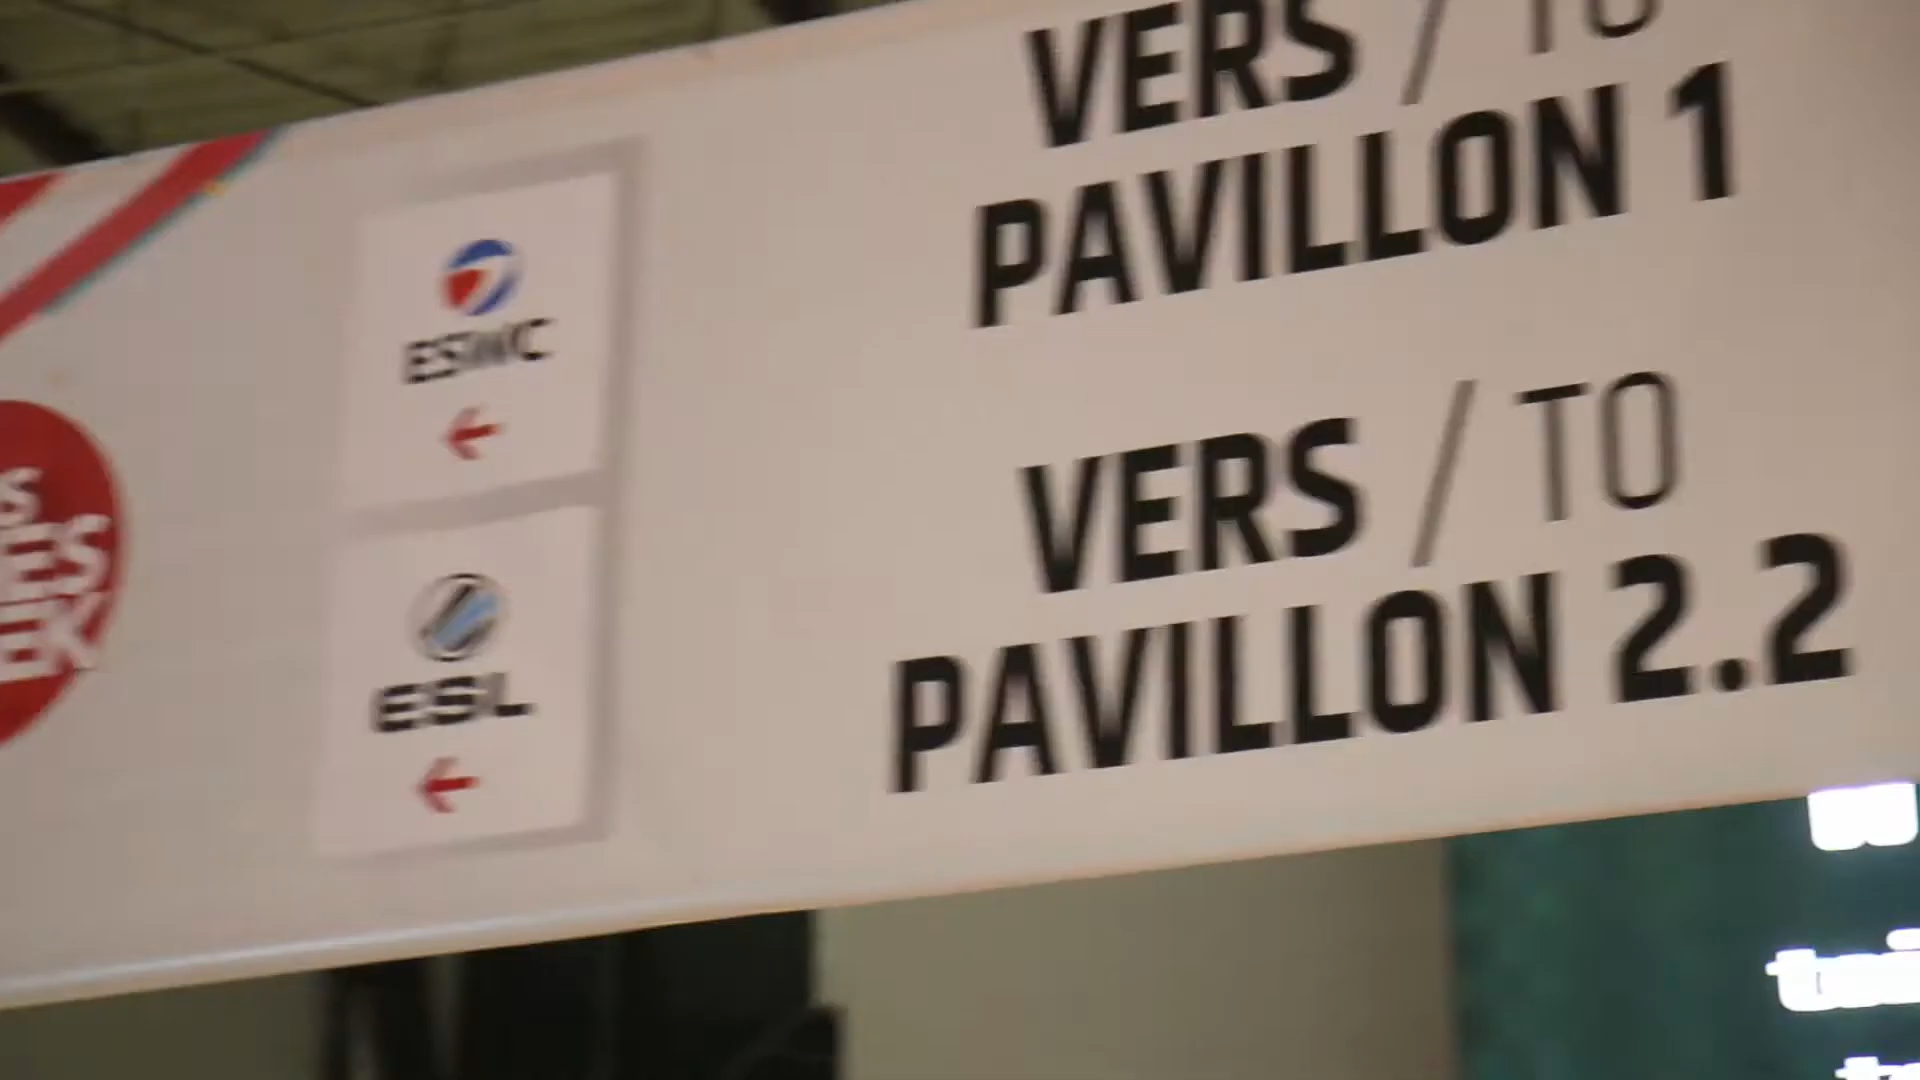 VERS / TO
PAVILLON 1
VERS / TO
PAVILLON 2.2
ESWC
ESL